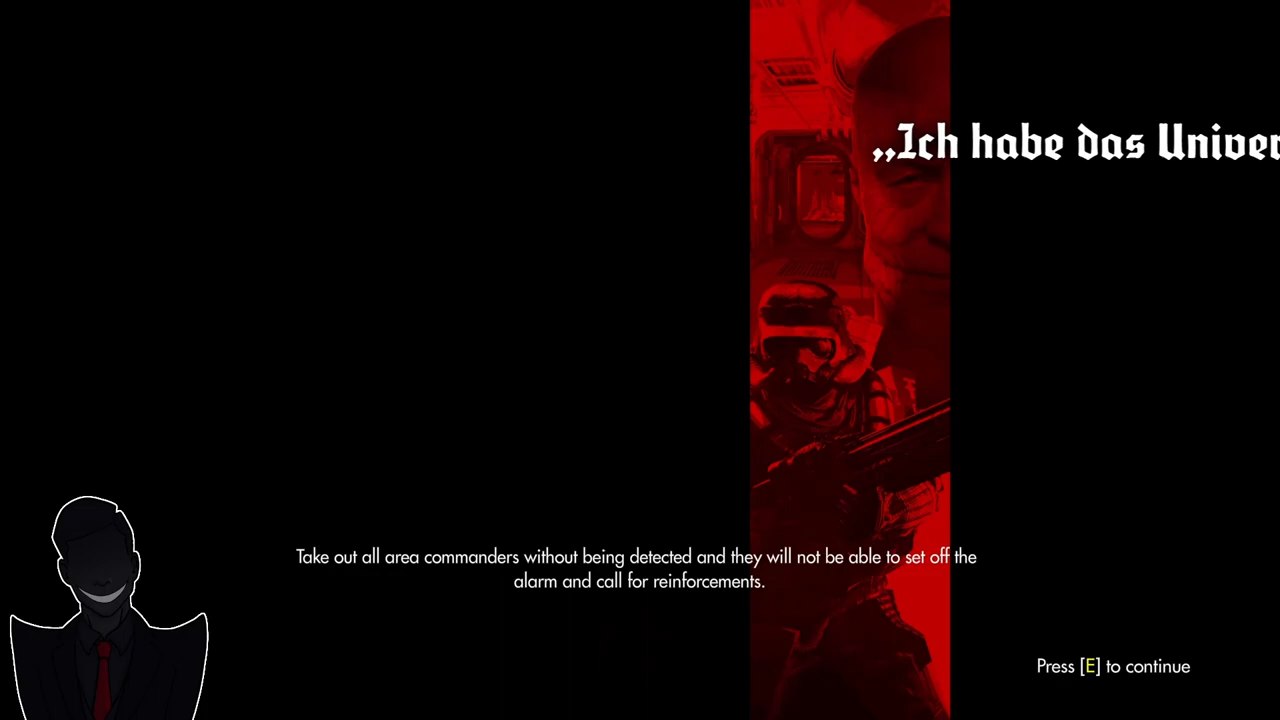 „Ich habe das Univer
Take out all area commanders without being detected and they will not be able to set off the
alarm and call for reinforcements.
Press [E] to continue